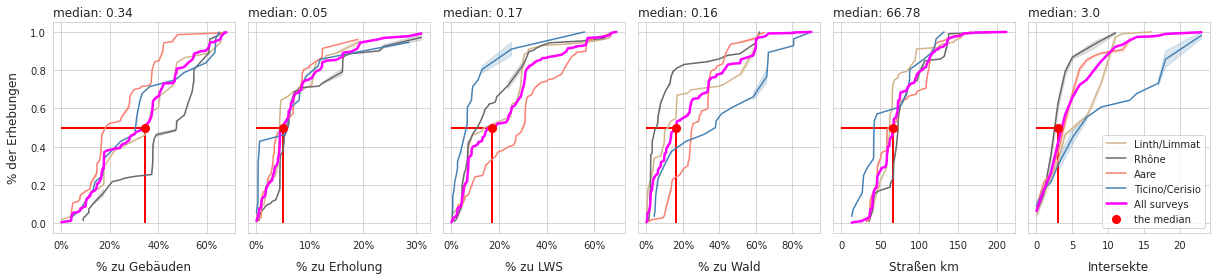 median: 0.34 median: 0.05 median: 0.17 median: 0.16 median: 66.78 median: 3.0
% der Erhebungen
1.0
0.8
0.6
0.4
0.2
0.0
0% 20% 40% 60%
% zu Gebäuden
0% 10% 20% 30%
% zu Erholung
0% 20% 40% 60%
% zu LWS
0% 20% 40% 60% 80%
% zu Wald
0 50 100 150 200
Straßen km
0 5 10 15 20
Intersekte
Linth/Limmat
Rhône
Aare
Ticino/Cerisio
All surveys
the median